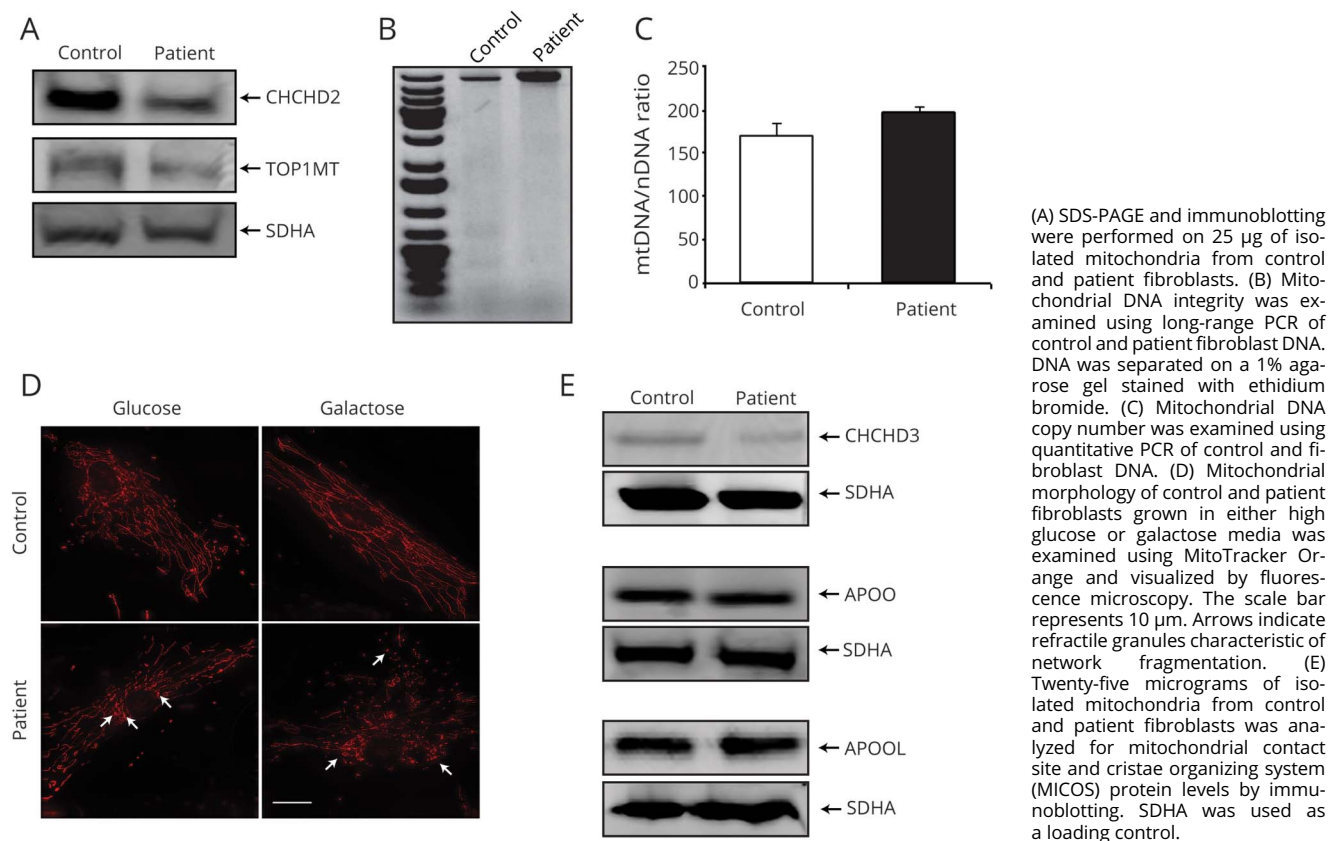 A
Control Patient
← CHCHD2
← TOP1MT
← SDHA
B
Control
Patient
C
mtDNA/nDNA ratio
250
200
150
100
50
0
Control Patient
D
Glucose Galactose
Control
Patient
E
Control Patient
← CHCHD3
← SDHA
← APOO
← SDHA
← APOOL
← SDHA
(A) SDS-PAGE and immunoblotting
were performed on 25 μg of iso-
lated mitochondria from control
and patient fibroblasts. (B) Mito-
chondrial DNA integrity was ex-
amined using long-range PCR of
control and patient fibroblast DNA.
DNA was separated on a 1% aga-
rose gel stained with ethidium
bromide. (C) Mitochondrial DNA
copy number was examined using
quantitative PCR of control and fi-
broblast DNA. (D) Mitochondrial
morphology of control and patient
fibroblasts grown in either high
glucose or galactose media was
examined using MitoTracker Or-
ange and visualized by fluores-
cence microscopy. The scale bar
represents 10 μm. Arrows indicate
refractile granules characteristic of
network fragmentation. (E)
Twenty-five micrograms of iso-
lated mitochondria from control
and patient fibroblasts was ana-
lyzed for mitochondrial contact
site and cristae organizing system
(MICOS) protein levels by immu-
noblotting. SDHA was used as
a loading control.